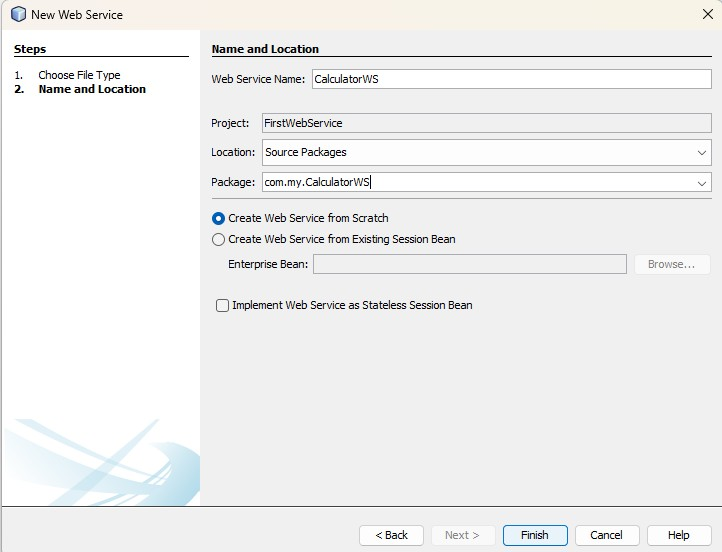 New Web Service
Steps
1. Choose File Type
2. Name and Location
Name and Location
Web Service Name: CalculatorWS
Project: FirstWebService
Location: Source Packages
Package: com.my.CalculatorWS
Create Web Service from Scratch
Create Web Service from Existing Session Bean
Enterprise Bean: Browse...
Implement Web Service as Stateless Session Bean
< Back Next > Finish Cancel Help